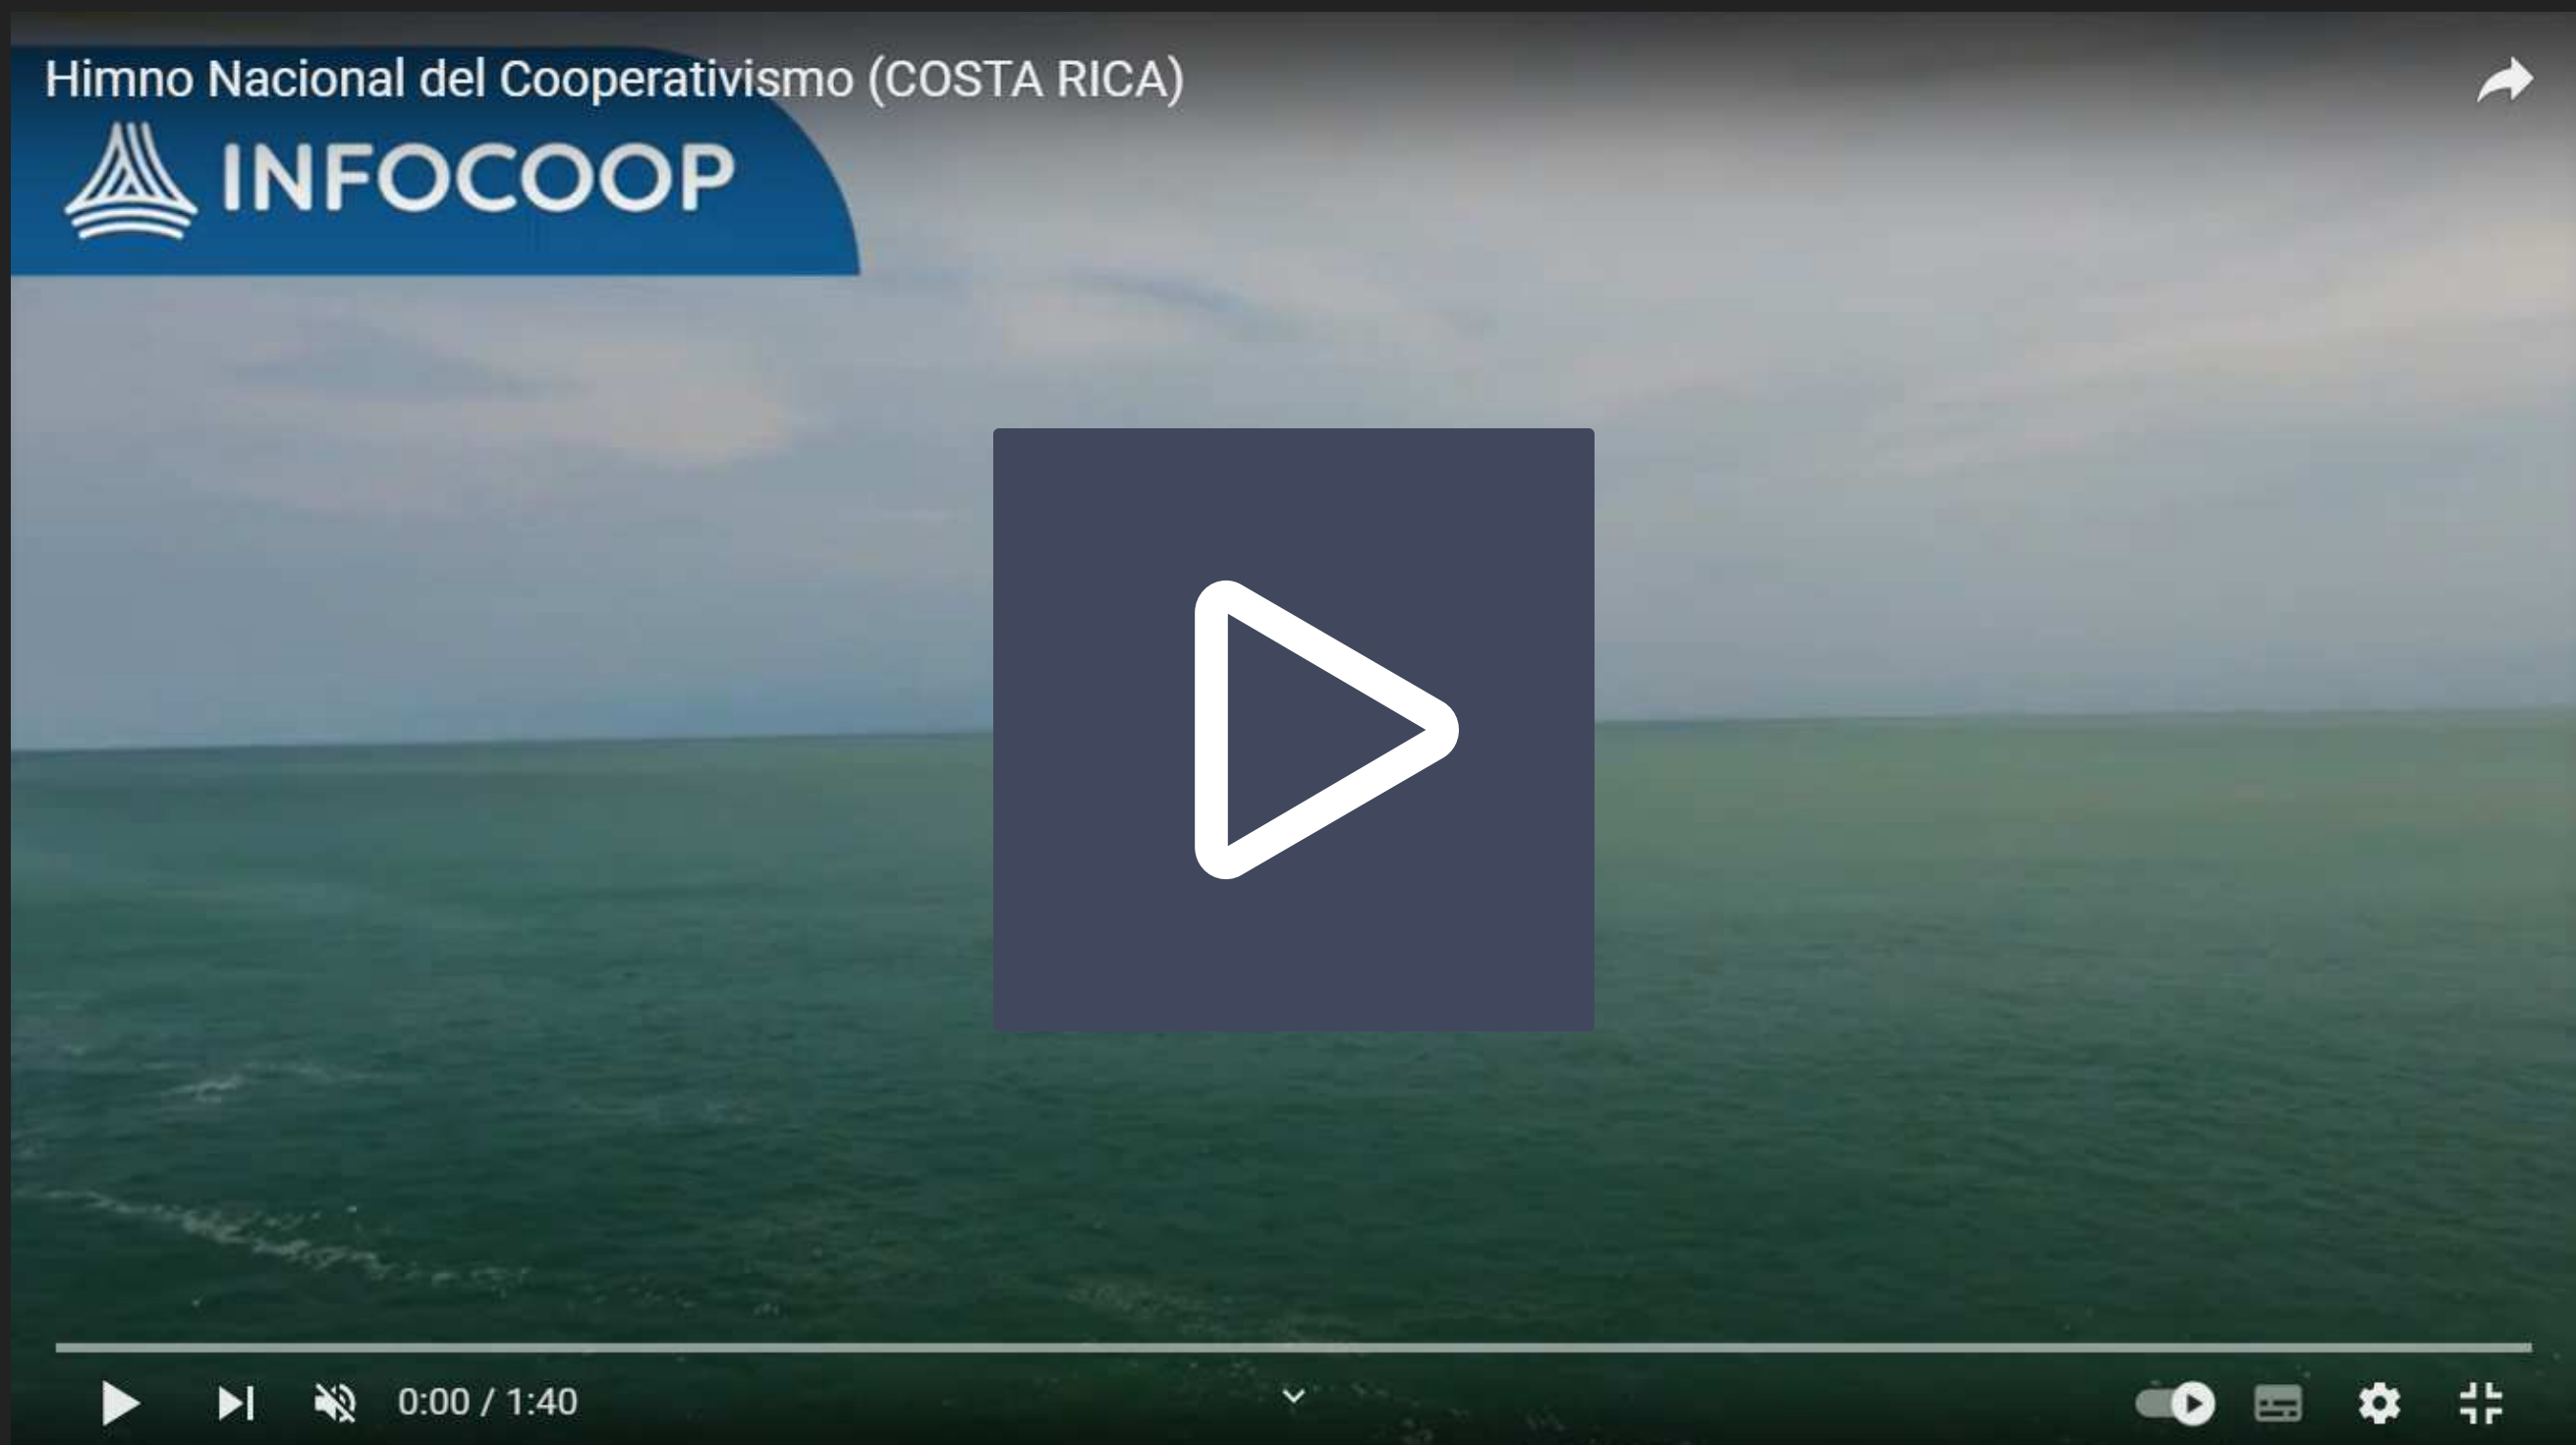 Himno Nacional del Cooperativismo (COSTA RICA)
INFOCOOP
0:00 / 1:40